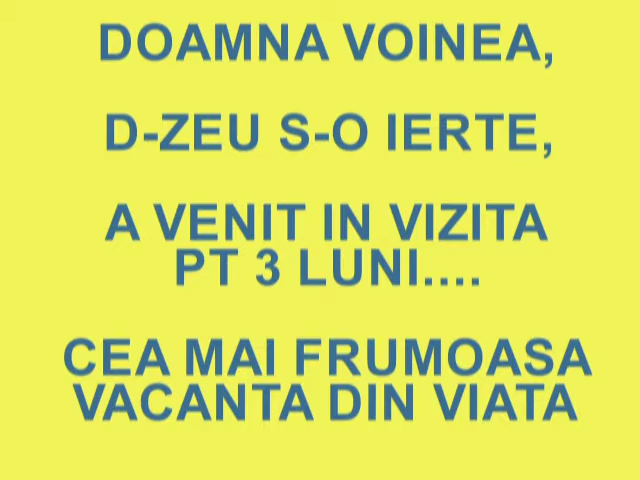 DOAMNA VOINEA,
D-ZEU S-O IERTE,
A VENIT IN VIZITA
PT 3 LUNI....
CEA MAI FRUMOASA
VACANTA DIN VIATA